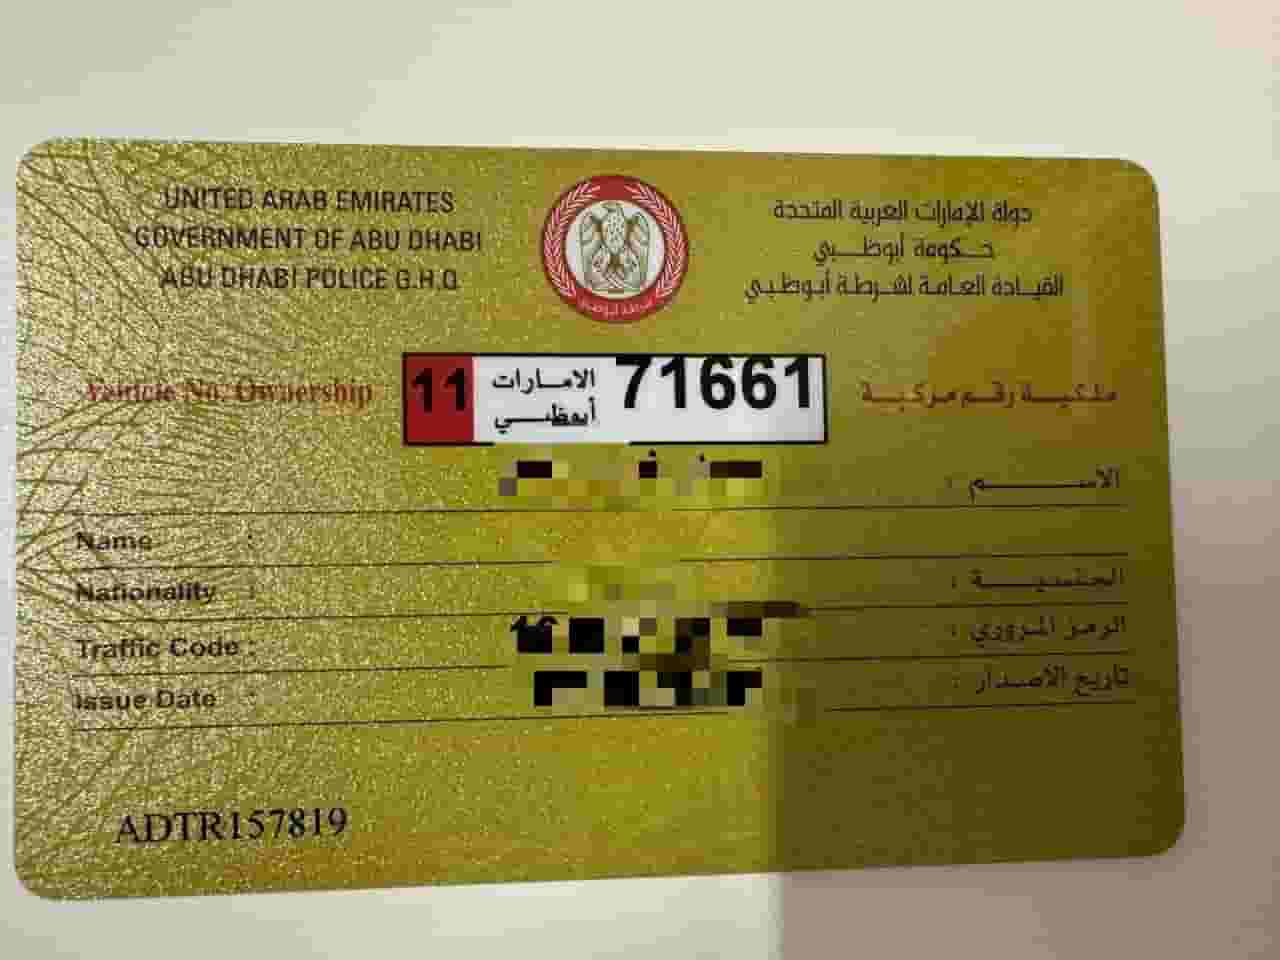 UNITED ARAB EMIRATES
GOVERNMENT OF ABU DHABI
ABU DHABI POLICE G.H.Q.
دولة الإمارات العربية المتحدة
حكومة أبوظبي
القيادة العامة لشرطة أبوظبي
شرطة أبوظبي
Vehicle No. Ownership
11 الامارات 71661
أبوظبي
ملكية رقم مركبة
الاسم :
Name :
Nationality :
الجنسية :
Traffic Code :
الرمز المروري :
Issue Date :
تاريخ الاصدار :
ADTR157819